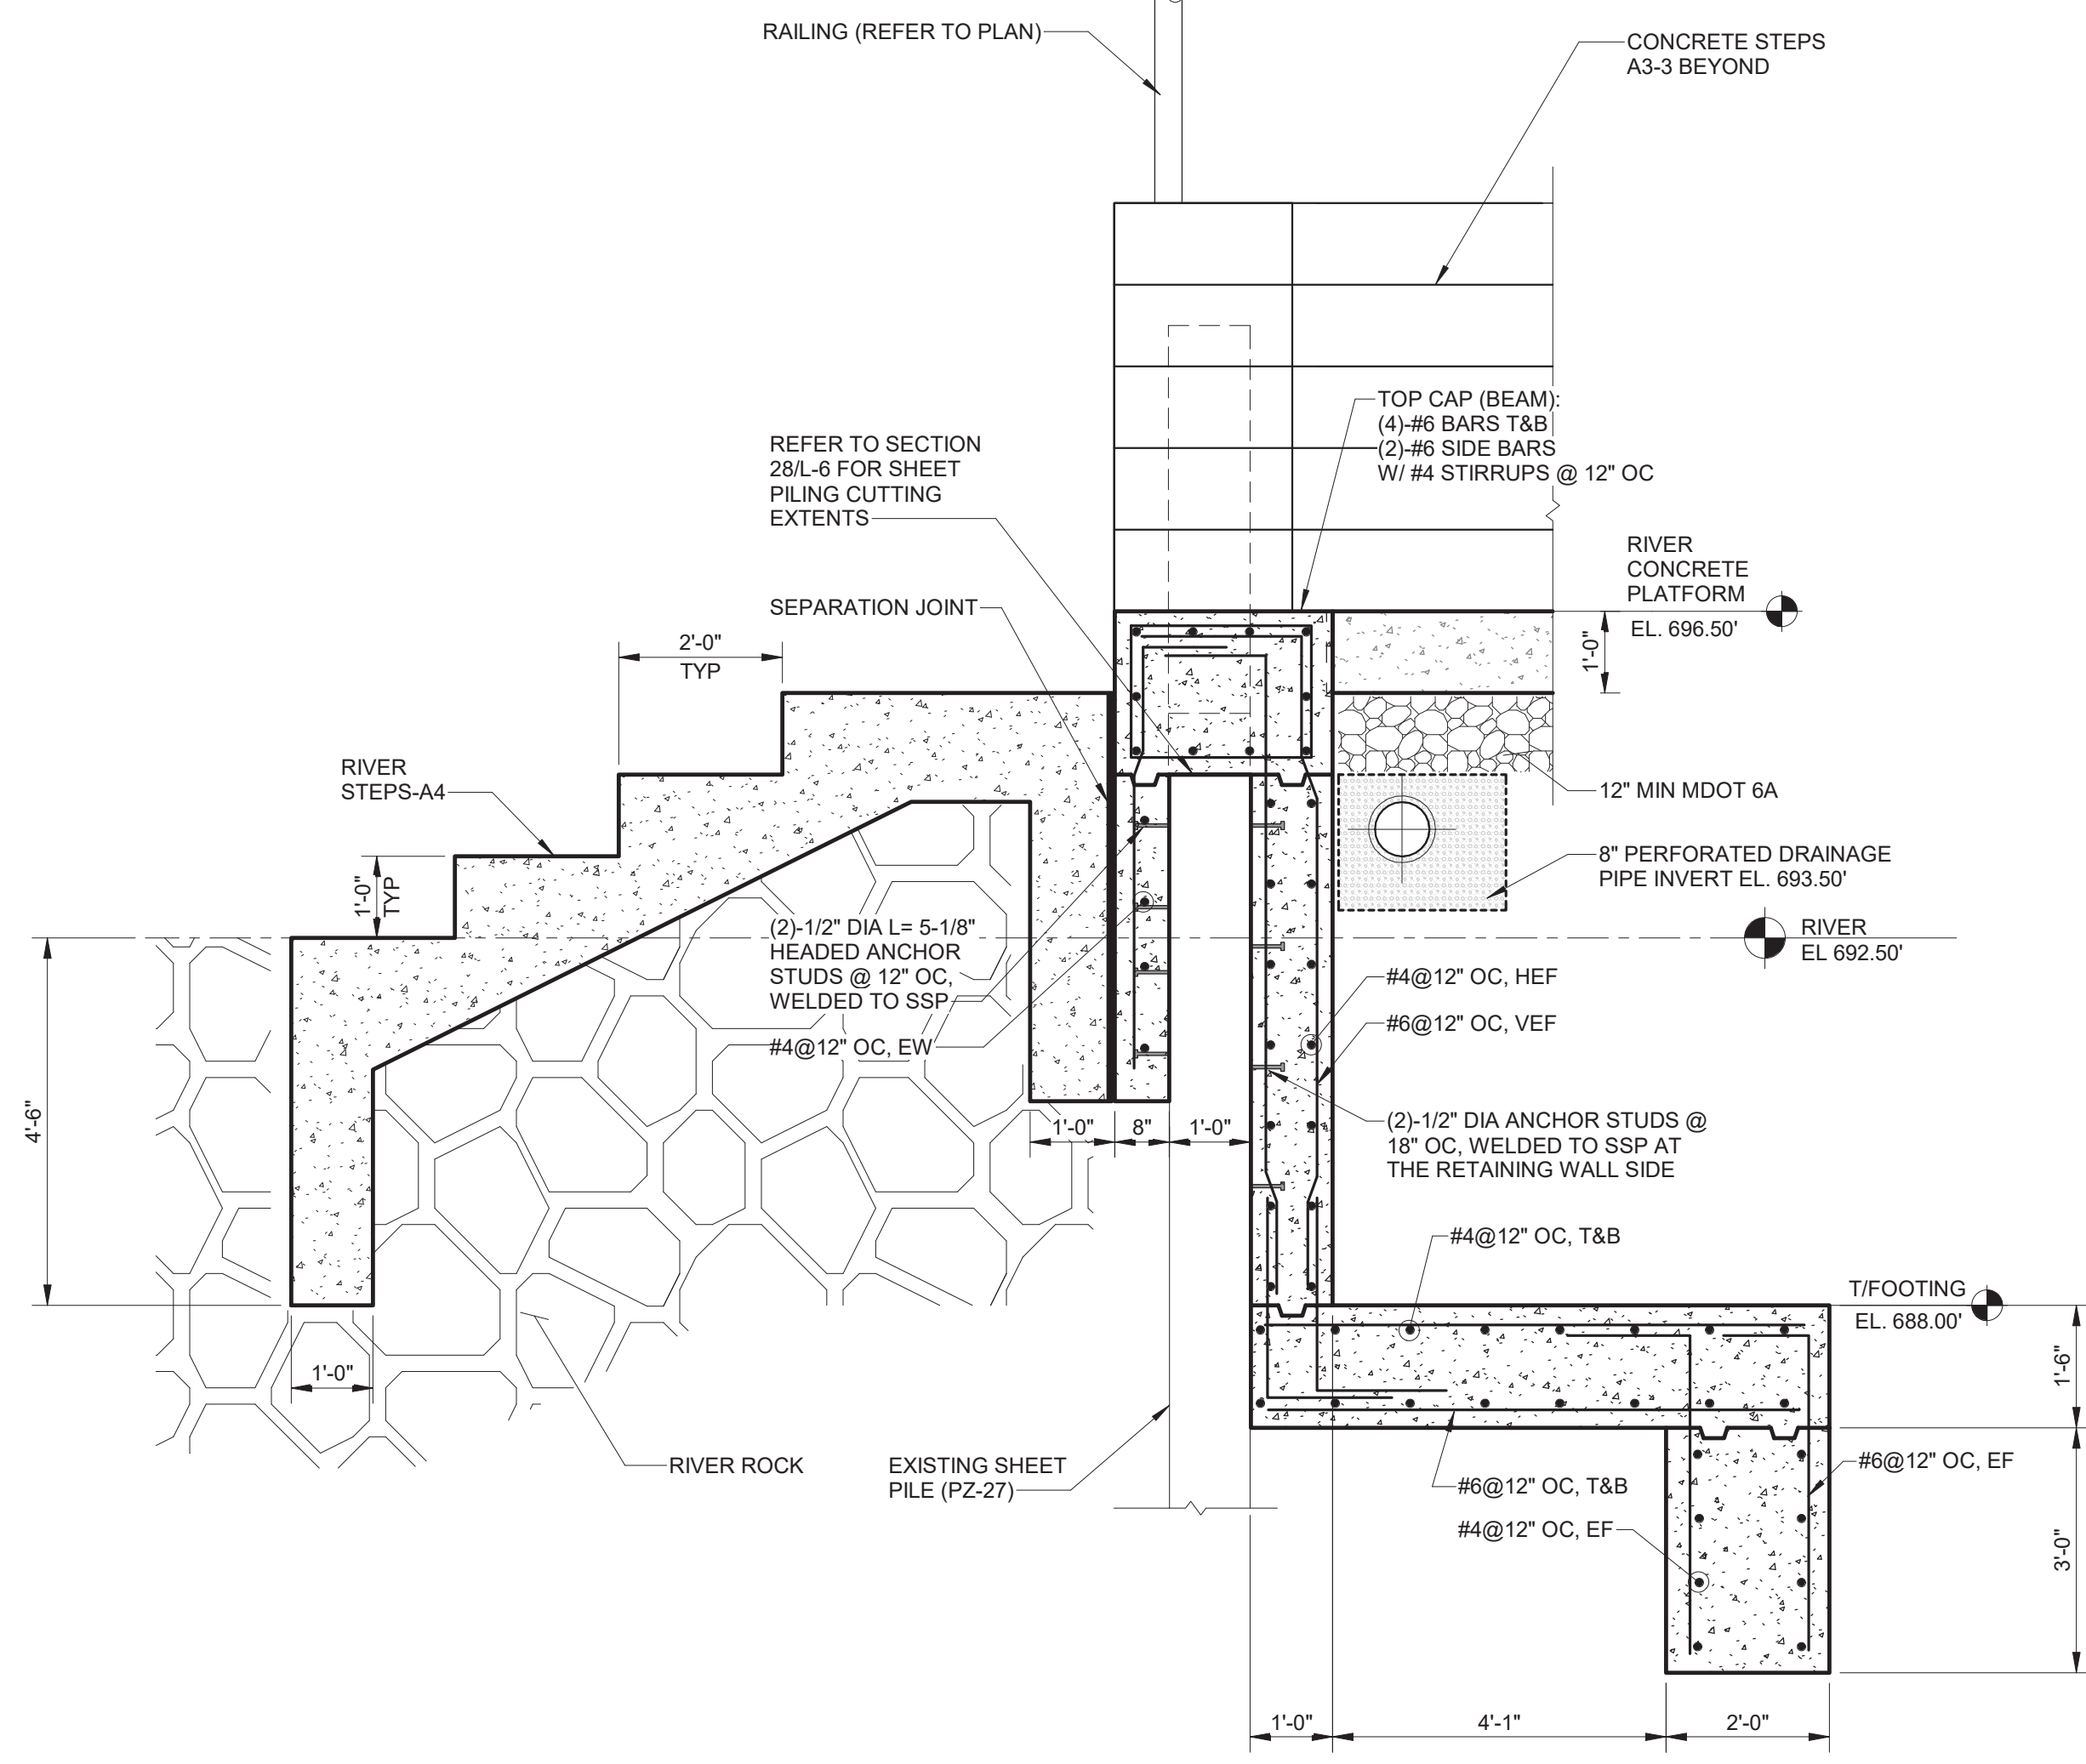 RAILING (REFER TO PLAN)
CONCRETE STEPS
A3-3 BEYOND
TOP CAP (BEAM):
(4)-#6 BARS T&B
(2)-#6 SIDE BARS
W/ #4 STIRRUPS @ 12" OC
REFER TO SECTION
28/L-6 FOR SHEET
PILING CUTTING
EXTENTS
RIVER
CONCRETE
PLATFORM
EL. 696.50'
SEPARATION JOINT
2'-0"
TYP
1'-0"
RIVER
STEPS-A4
12" MIN MDOT 6A
1'-0"
TYP
8" PERFORATED DRAINAGE
PIPE INVERT EL. 693.50'
(2)-1/2" DIA L= 5-1/8"
HEADED ANCHOR
STUDS @ 12" OC,
WELDED TO SSP
RIVER
EL 692.50'
#4@12" OC, HEF
#6@12" OC, VEF
#4@12" OC, EW
4'-6"
1'-0"
8"
1'-0"
(2)-1/2" DIA ANCHOR STUDS @
18" OC, WELDED TO SSP AT
THE RETAINING WALL SIDE
#4@12" OC, T&B
T/FOOTING
EL. 688.00'
1'-0"
1'-6"
RIVER ROCK
EXISTING SHEET
PILE (PZ-27)
#6@12" OC, EF
#6@12" OC, T&B
#4@12" OC, EF
3'-0"
1'-0"
4'-1"
2'-0"